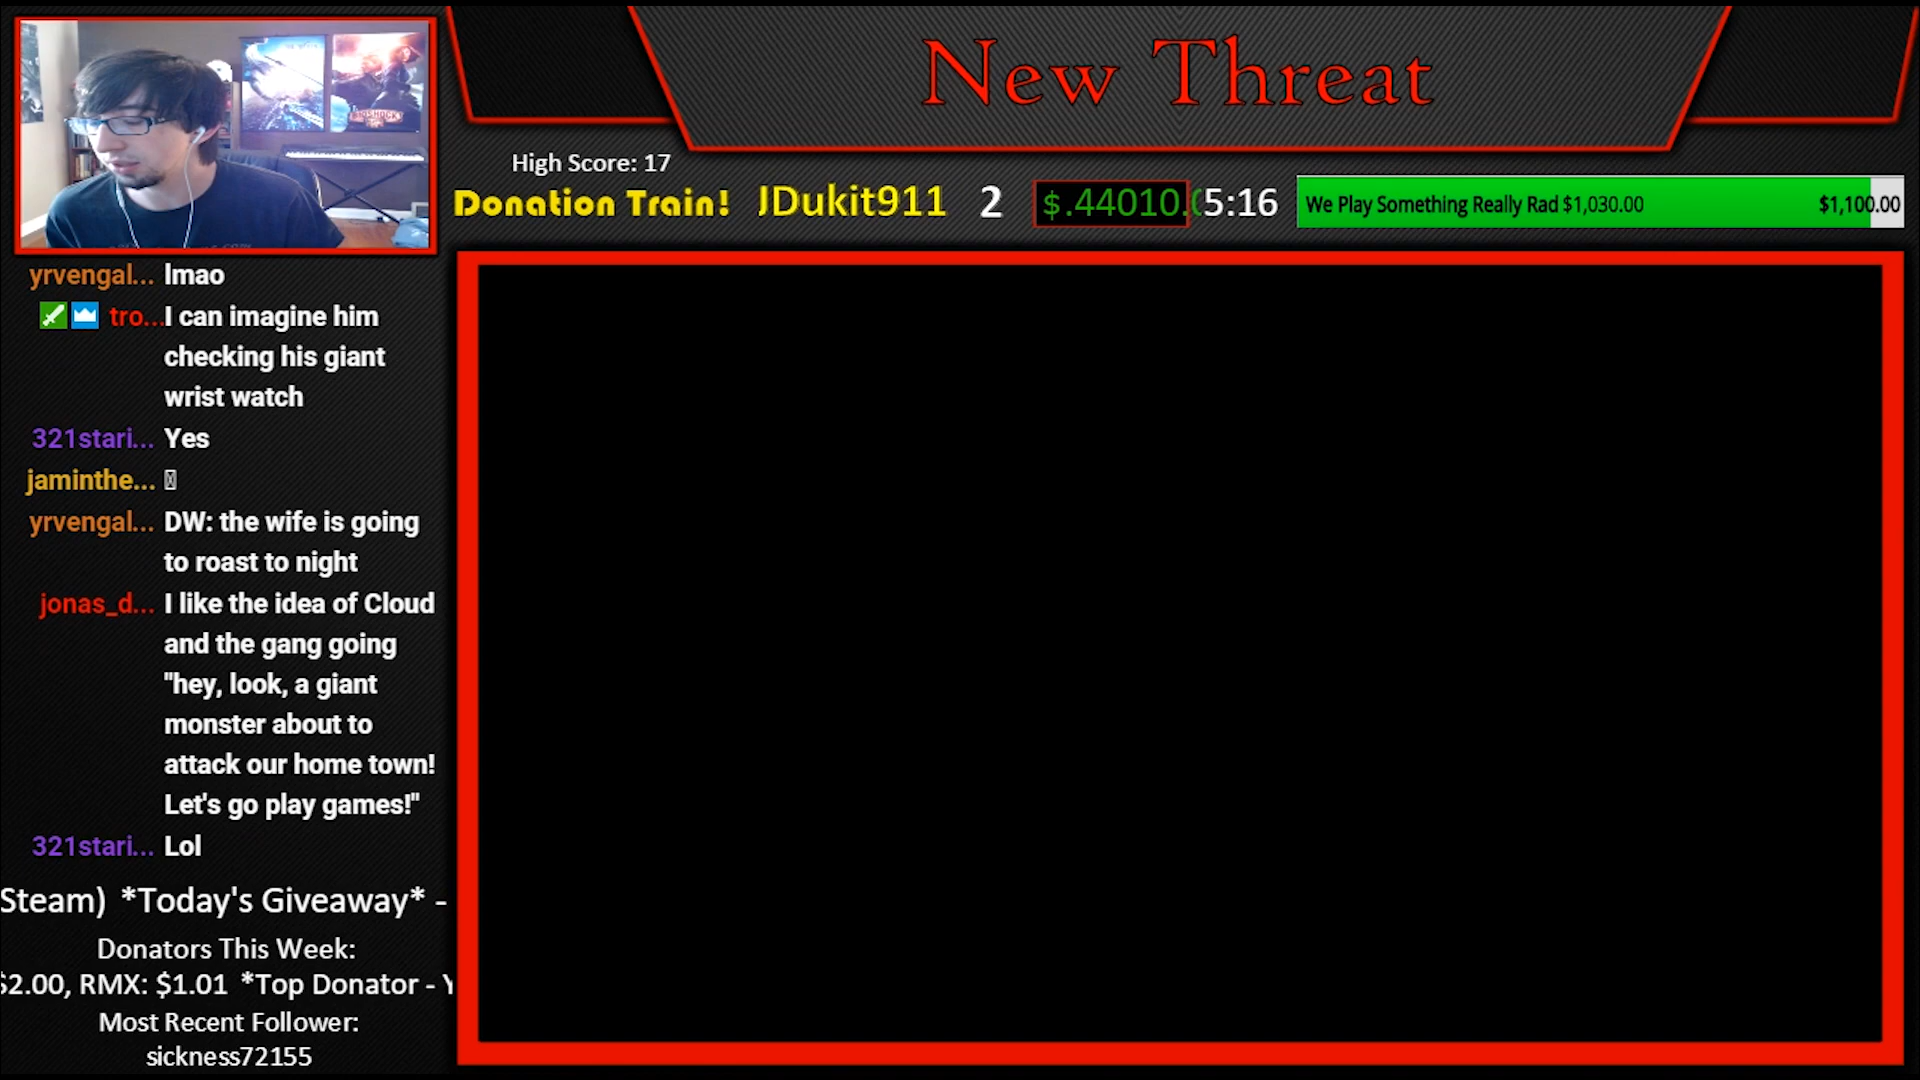 New Threat
High Score: 17
Donation Train! JDukit911 2 $.44010. 5:16
We Play Something Really Rad $1,030.00 $1,100.00
BIOSHOCK
yrvengal... lmao
tro... I can imagine him
checking his giant
wrist watch
321stari... Yes
jaminthe...
yrvengal... DW: the wife is going
to roast to night
jonas_d... I like the idea of Cloud
and the gang going
"hey, look, a giant
monster about to
attack our home town!
Let's go play games!"
321stari... Lol
Steam) *Today's Giveaway* -
Donators This Week:
$2.00, RMX: $1.01 *Top Donator - Y
Most Recent Follower:
sickness72155